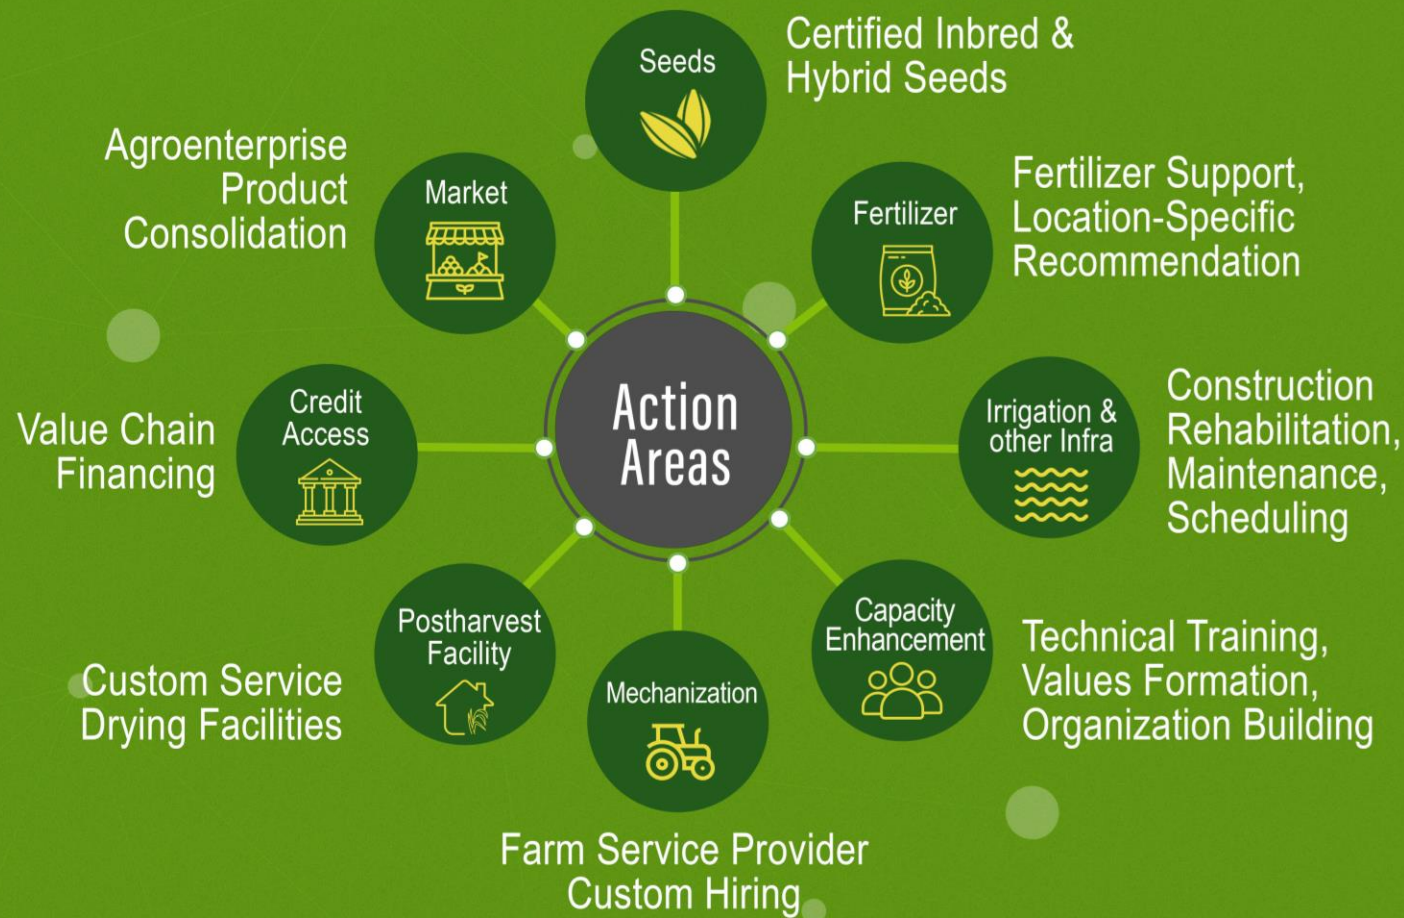 Seeds
Certified Inbred &
Hybrid Seeds
Fertilizer
Fertilizer Support,
Location-Specific
Recommendation
Irrigation &
other Infra
Construction
Rehabilitation,
Maintenance,
Scheduling
Capacity
Enhancement
Technical Training,
Values Formation,
Organization Building
Mechanization
Farm Service Provider
Custom Hiring
Postharvest
Facility
Custom Service
Drying Facilities
Credit
Access
Value Chain
Financing
Market
Agroenterprise
Product
Consolidation
Action
Areas